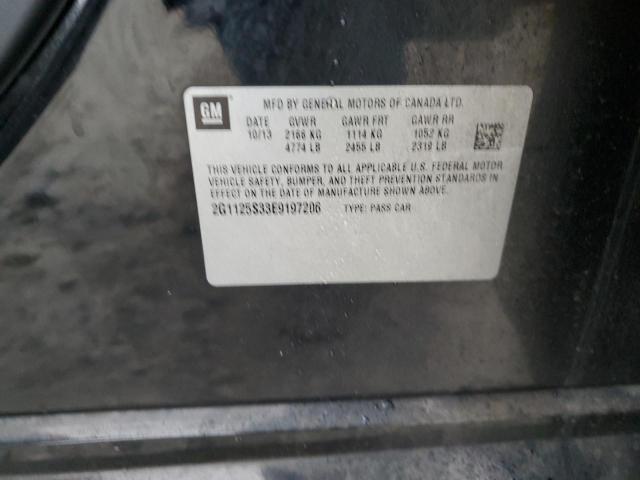 GM
MFD BY GENERAL MOTORS OF CANADA LTD.
DATE GVWR GAWR FRT GAWR RR
10/13 2166 KG 1114 KG 1052 KG
4774 LB 2455 LB 2319 LB
THIS VEHICLE CONFORMS TO ALL APPLICABLE U.S. FEDERAL MOTOR
VEHICLE SAFETY, BUMPER, AND THEFT PREVENTION STANDARDS IN
EFFECT ON THE DATE OF MANUFACTURE SHOWN ABOVE.
2G1125S33E9197206 TYPE: PASS CAR